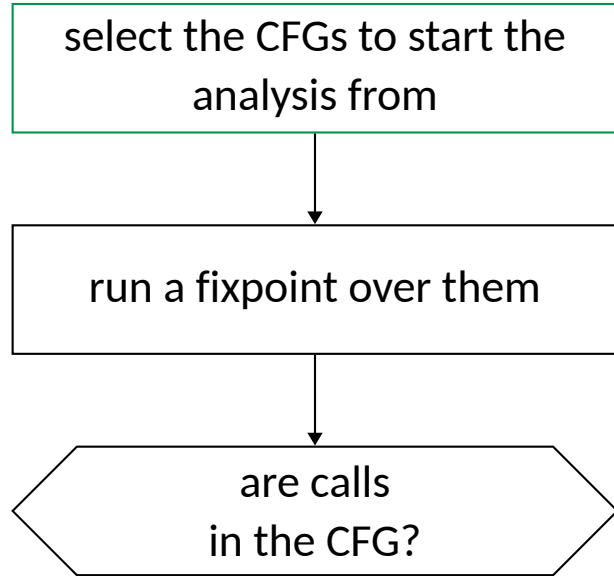 select the CFGs to start the
analysis from
run a fixpoint over them
are calls
in the CFG?